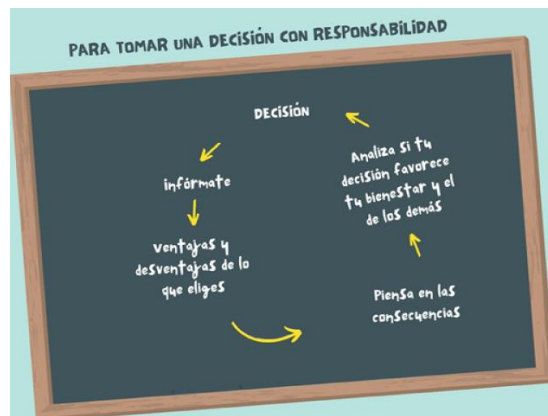 PARA TOMAR UNA DECISIÓN CON RESPONSABILIDAD
DECISIÓN
infórmate
ventajas y
desventajas de lo
que eliges
Piensa en las
consecuencias
Analiza si tu
decisión favorece
tu bienestar y el
de los demás